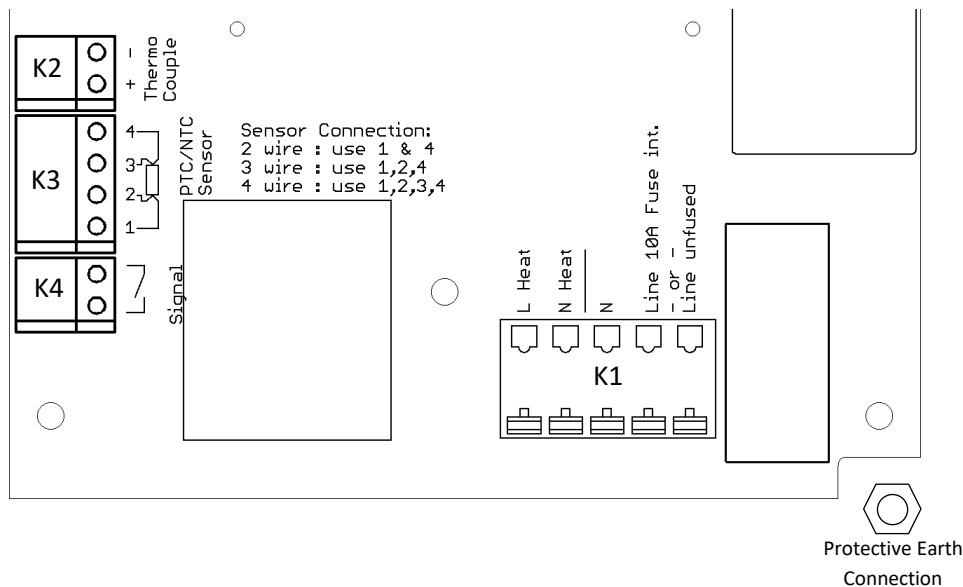 K2
-
+
Thermo
Couple
K3
4
3
2
1
PTC/NTC
Sensor
Sensor Connection:
2 wire : use 1 & 4
3 wire : use 1,2,4
4 wire : use 1,2,3,4
K4
Signal
L Heat
N Heat
N
Line 10A Fuse int.
- or -
Line unfused
K1
Protective Earth
Connection